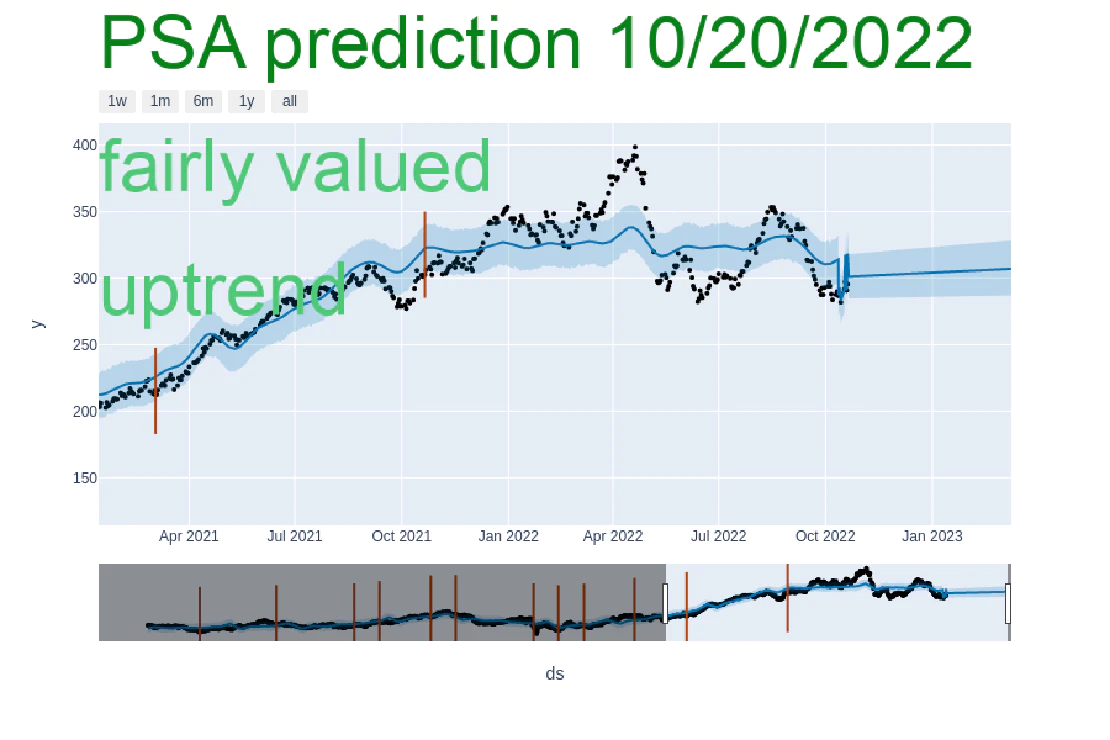 PSA prediction 10/20/2022
1w 1m 6m 1y all
400
fairly valued
350
300
uptrend
y
250
200
150
Apr 2021 Jul 2021 Oct 2021 Jan 2022 Apr 2022 Jul 2022 Oct 2022 Jan 2023
ds